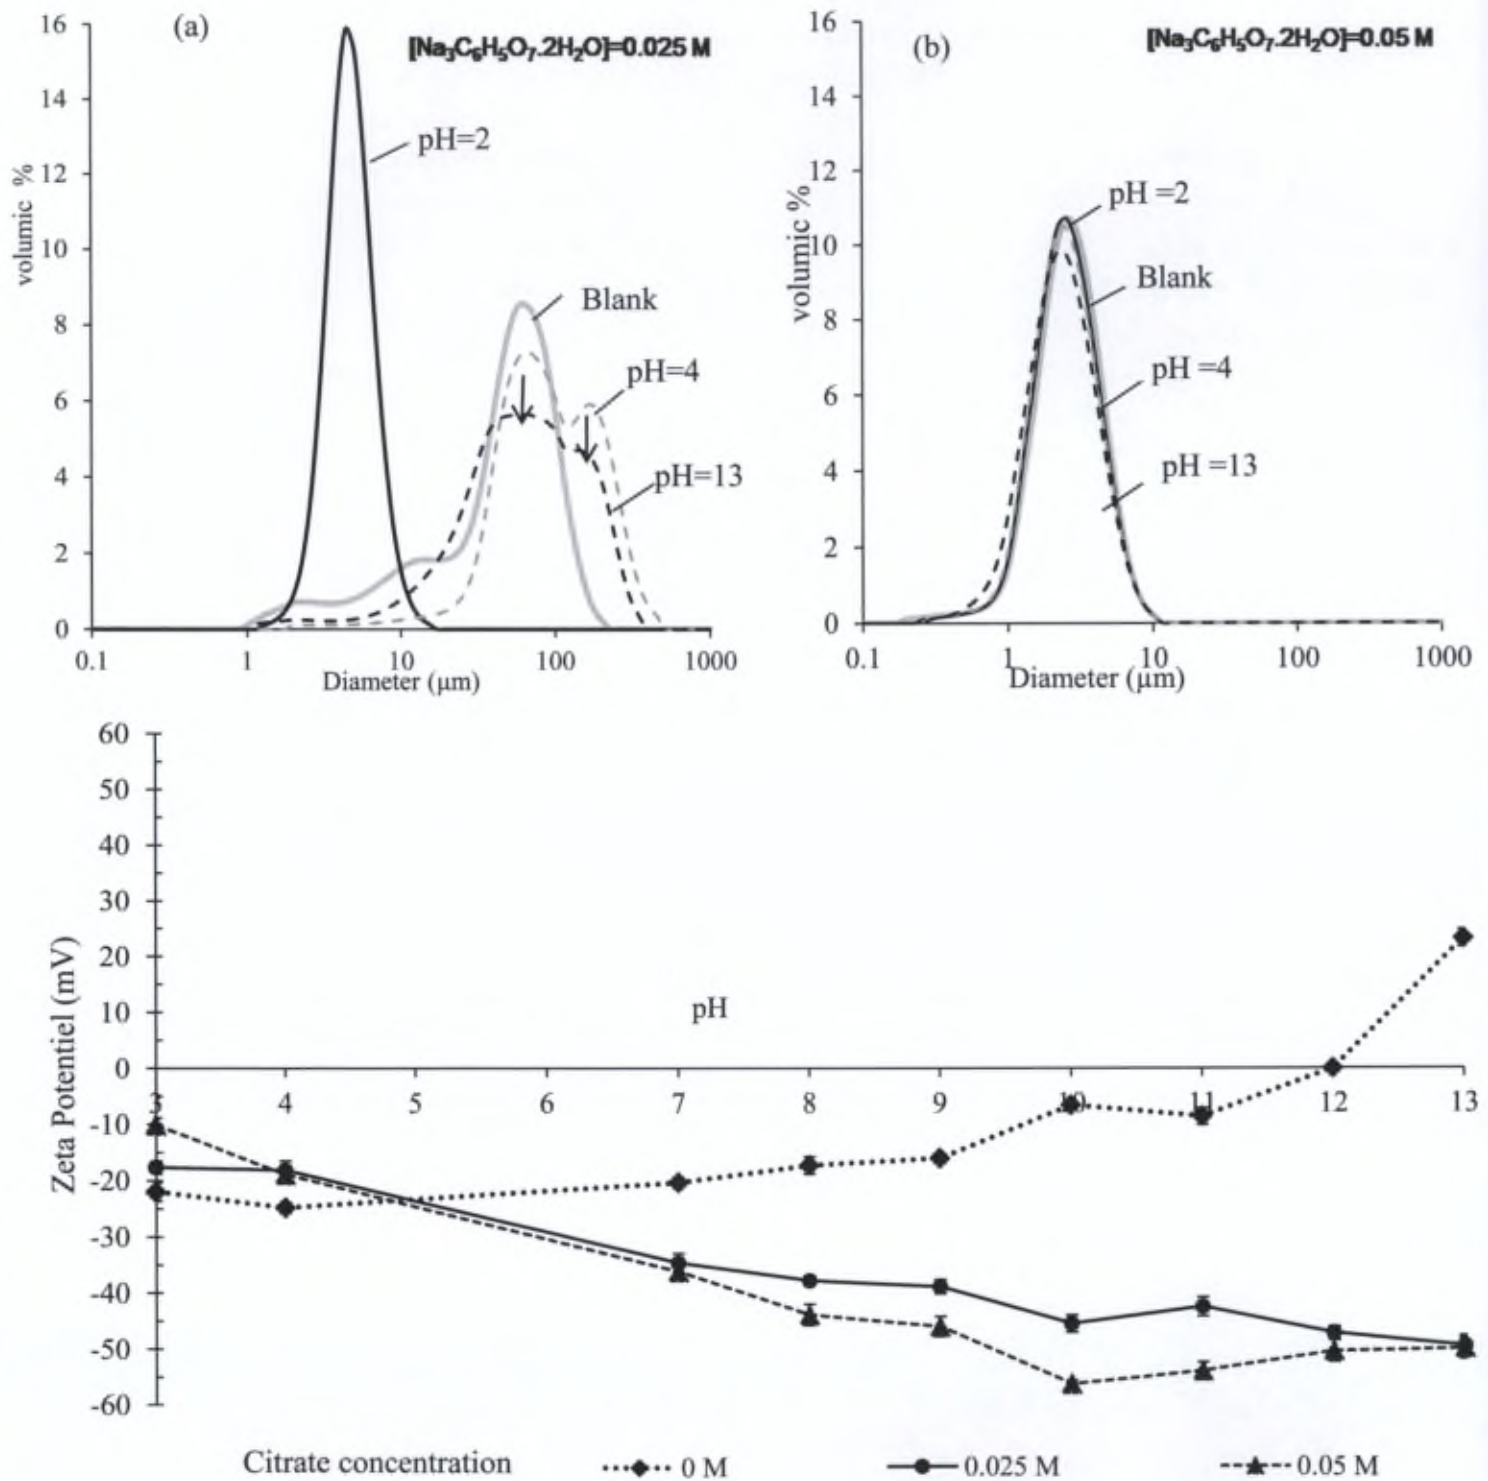 (a)
[Na₃C₆H₅O₇.2H₂O]=0.025 M
16
14
12
10
8
6
4
2
0
volumic %
pH=2
Blank
pH=4
pH=13
0.1 1 10 100 1000
Diameter (µm)
(b)
[Na₃C₆H₅O₇.2H₂O]=0.05 M
16
14
12
10
8
6
4
2
0
volumic %
pH =2
Blank
pH =4
pH =13
0.1 1 10 100 1000
Diameter (µm)
60
50
40
30
20
10
0
-10
-20
-30
-40
-50
-60
Zeta Potentiel (mV)
pH
3 4 5 6 7 8 9 10 11 12 13
Citrate concentration 0 M 0.025 M 0.05 M